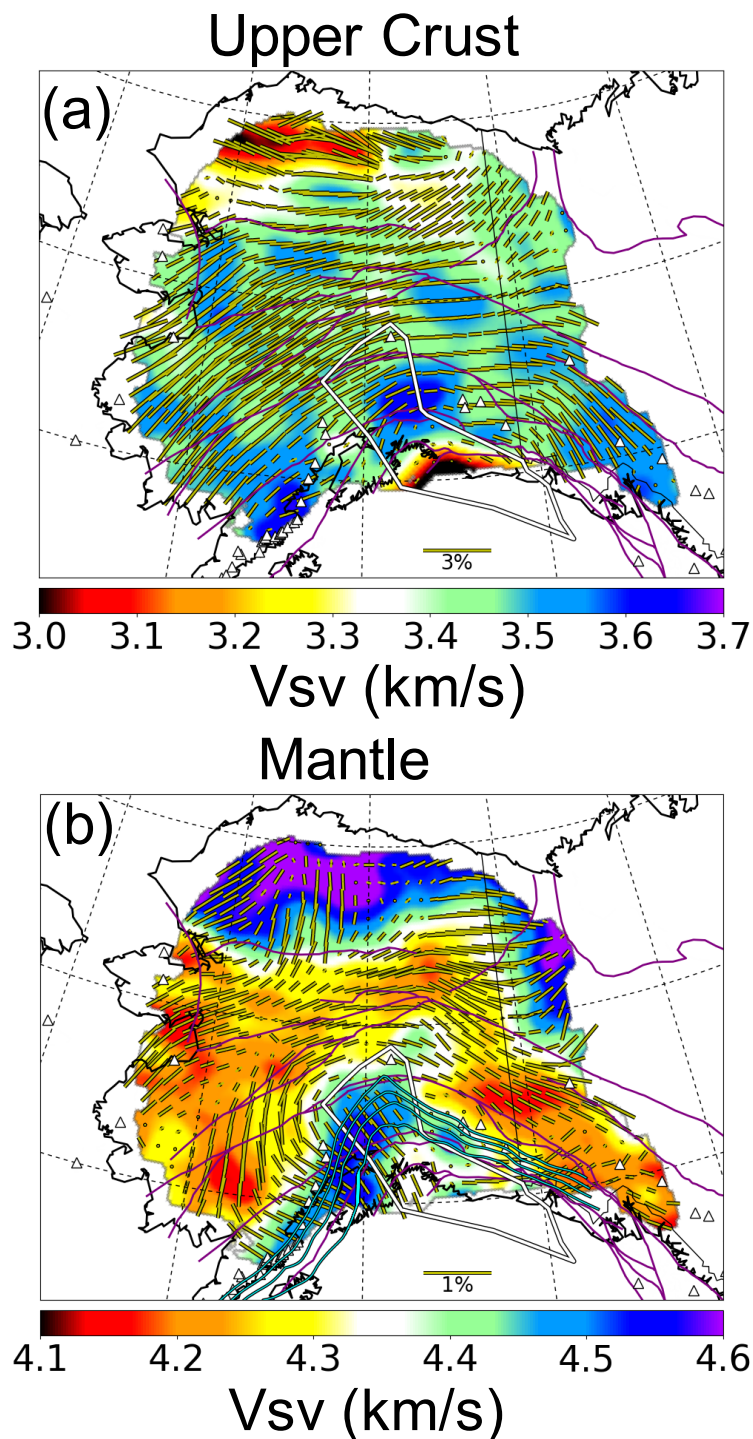 Upper Crust
(a)
3%
3.0 3.1 3.2 3.3 3.4 3.5 3.6 3.7
Vsv (km/s)
Mantle
(b)
1%
4.1 4.2 4.3 4.4 4.5 4.6
Vsv (km/s)